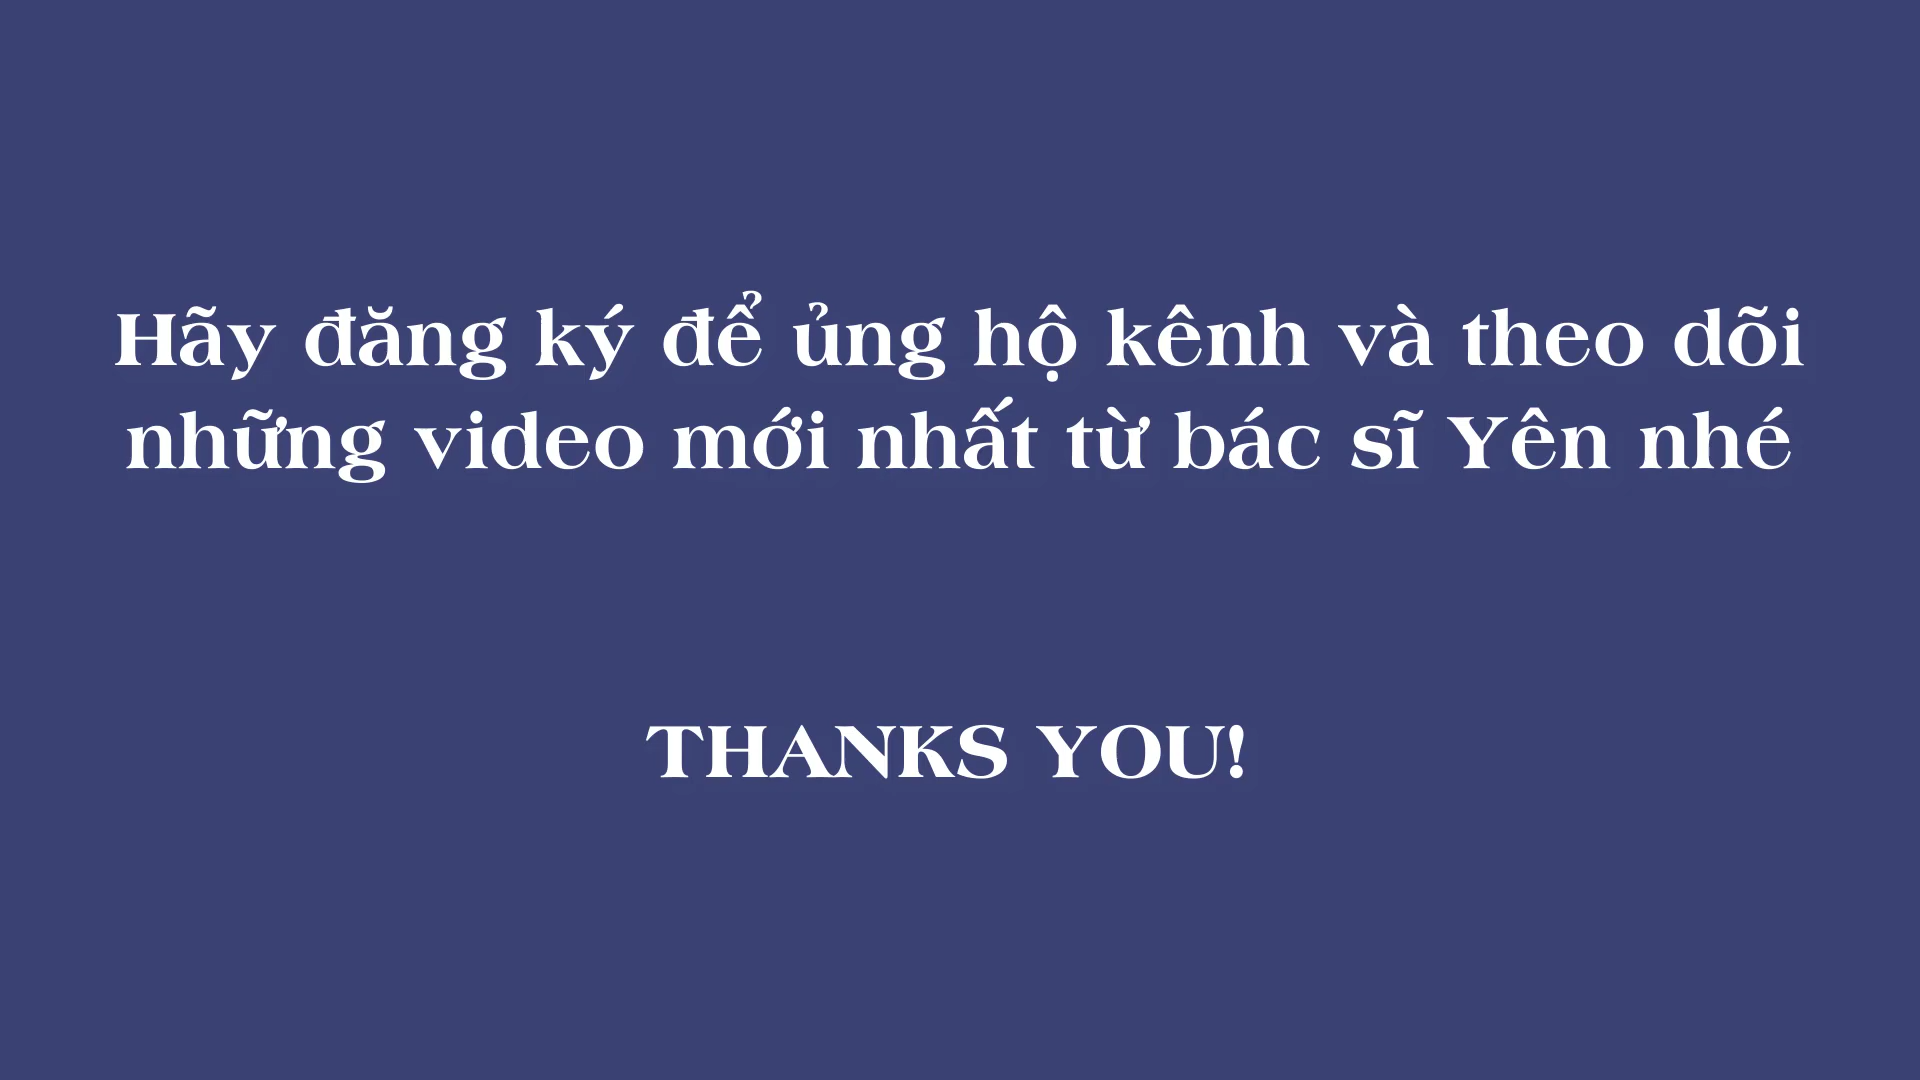 Hãy đăng ký để ủng hộ kênh và theo dõi
những video mới nhất từ bác sĩ Yên nhé
THANKS YOU!